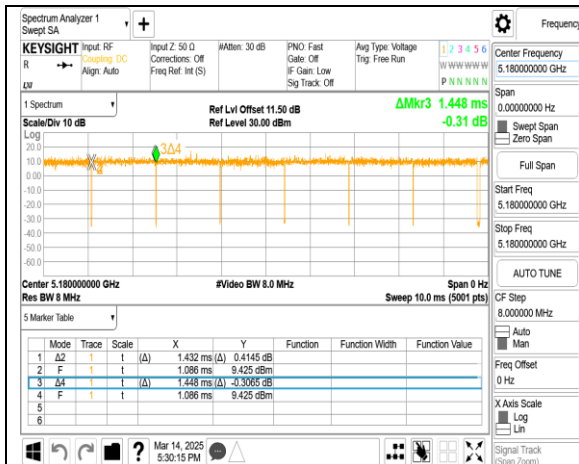 Spectrum Analyzer 1
Swept SA
Frequency
KEYSIGHT Input: RF Input Z: 50 Ω #Atten: 30 dB PNO: Fast Avg Type: Voltage 1 2 3 4 5 6
R Coupling: DC Corrections: Off Gate: Off Trig: Free Run W W W W W W
Align: Auto Freq Ref: Int (S) IF Gain: Low
LXI Sig Track: Off P N N N N N
1 Spectrum
Ref Lvl Offset 11.50 dB ΔMkr3 1.448 ms
Scale/Div 10 dB Ref Level 30.00 dBm -0.31 dB
Log
20.0
10.0
0.00
-10.0
-20.0
-30.0
-40.0
-50.0
-60.0
3Δ4
Center 5.180000000 GHz #Video BW 8.0 MHz Span 0 Hz
Res BW 8 MHz Sweep 10.0 ms (5001 pts)
5 Marker Table
Mode Trace Scale X Y Function Function Width Function Value
1 Δ2 1 t (Δ) 1.432 ms (Δ) 0.4145 dB
2 F 1 t 1.086 ms 9.425 dBm
3 Δ4 1 t (Δ) 1.448 ms (Δ) -0.3065 dB
4 F 1 t 1.086 ms 9.425 dBm
5
6
Mar 14, 2025
5:30:15 PM
?
Center Frequency
5.180000000 GHz
Span
0.00000000 Hz
Swept Span
Zero Span
Full Span
Start Freq
5.180000000 GHz
Stop Freq
5.180000000 GHz
AUTO TUNE
CF Step
8.000000 MHz
Auto
Man
Freq Offset
0 Hz
X Axis Scale
Log
Lin
Signal Track
(Span Zoom)